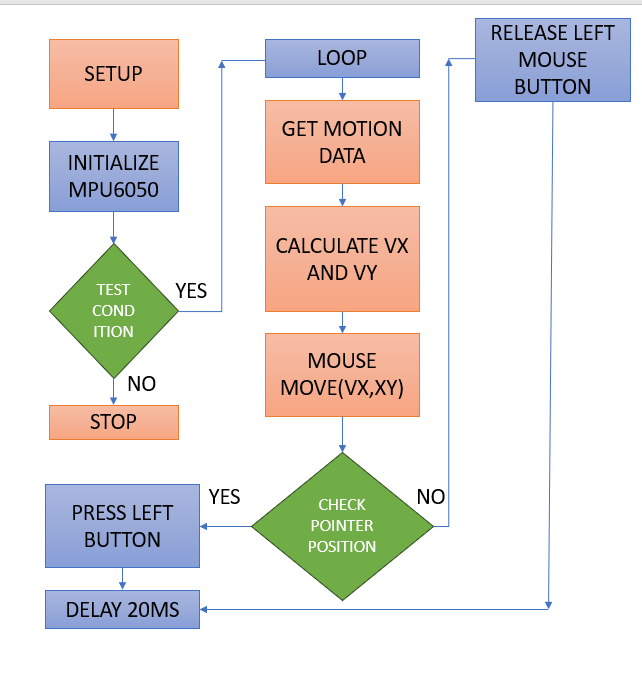 SETUP
INITIALIZE
MPU6050
TEST
COND
ITION
YES
NO
STOP
LOOP
GET MOTION
DATA
CALCULATE VX
AND VY
MOUSE
MOVE(VX,XY)
CHECK
POINTER
POSITION
YES
NO
PRESS LEFT
BUTTON
DELAY 20MS
RELEASE LEFT
MOUSE
BUTTON